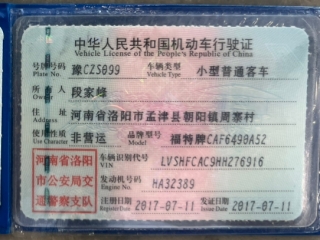 中华人民共和国机动车行驶证
Vehicle License of the People's Republic of China
号牌号码 豫CZS099 车辆类型 小型普通客车
Plate No. Vehicle Type
所有人 段家峰
Owner
住址 河南省洛阳市孟津县朝阳镇周寨村
Address
使用性质 非营运 品牌型号 福特牌CAF6490A52
Use Character Model
河南省洛阳 车辆识别代号 LVSHFCAC9HH276916
VIN
市公安局交 发动机号码 HA32389
Engine No.
通警察支队 注册日期 2017-07-11 发证日期 2017-07-11
Register Date Issue Date